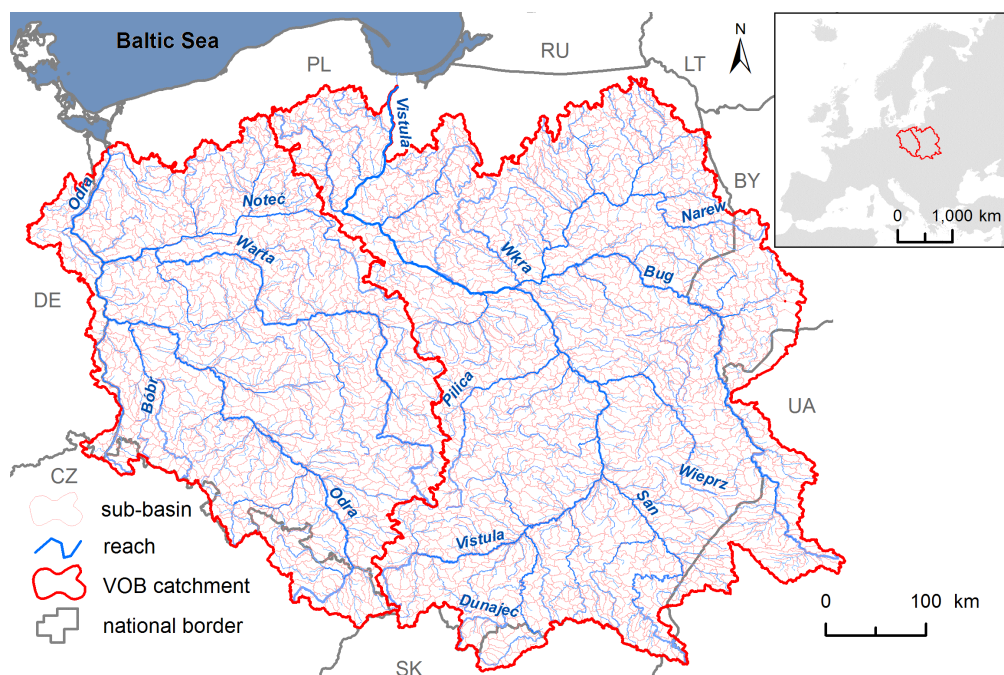 Baltic Sea
PL
RU
LT
N
Vistula
BY
0 1,000 km
Odra
Noteć
Narew
Warta
Wkra
Bug
DE
Bóbr
Pilica
UA
CZ
Wieprz
San
Odra
Vistula
Dunajec
SK
sub-basin
reach
VOB catchment
national border
0 100 km